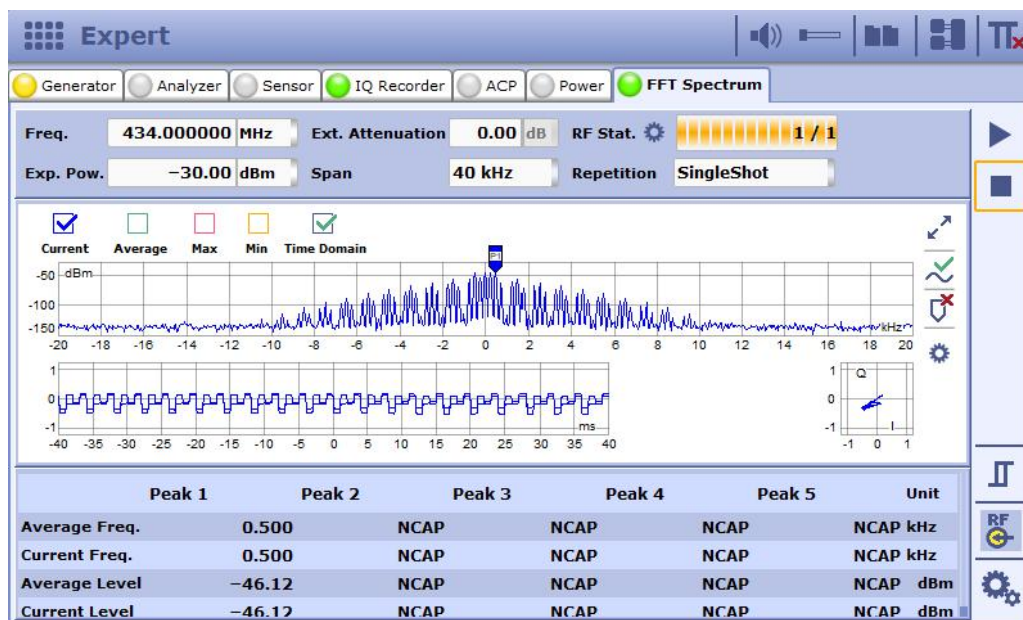 Expert
Generator Analyzer Sensor IQ Recorder ACP Power FFT Spectrum
Freq. 434.000000 MHz Ext. Attenuation 0.00 dB RF Stat. 1 / 1
Exp. Pow. −30.00 dBm Span 40 kHz Repetition SingleShot
Current Average Max Min Time Domain
P1
-50 dBm
-100
-150 kHz
-20 -18 -16 -14 -12 -10 -8 -6 -4 -2 0 2 4 6 8 10 12 14 16 18 20
1 1 Q
0 0
-1 ms -1 I
-40 -35 -30 -25 -20 -15 -10 -5 0 5 10 15 20 25 30 35 40 -1 0 1
Peak 1 Peak 2 Peak 3 Peak 4 Peak 5 Unit
Average Freq. 0.500 NCAP NCAP NCAP NCAP kHz
Current Freq. 0.500 NCAP NCAP NCAP NCAP kHz
RF
Average Level −46.12 NCAP NCAP NCAP NCAP dBm
Current Level −46.12 NCAP NCAP NCAP NCAP dBm